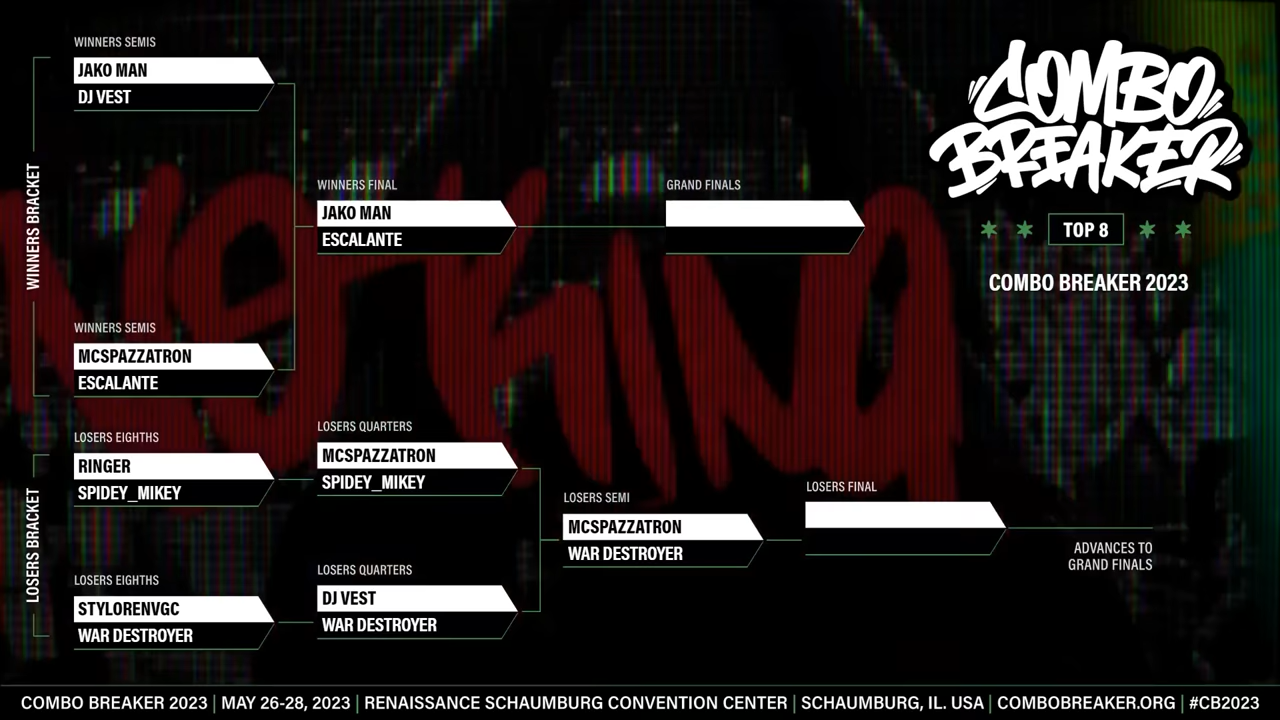 WINNERS SEMIS
JAKO MAN
DJ VEST
WINNERS BRACKET
WINNERS SEMIS
MCSPAZZATRON
ESCALANTE
WINNERS FINAL
JAKO MAN
ESCALANTE
GRAND FINALS
COMBO
BREAKER
TOP 8
COMBO BREAKER 2023
LOSERS BRACKET
LOSERS EIGHTHS
RINGER
SPIDEY_MIKEY
LOSERS EIGHTHS
STYLORENVGC
WAR DESTROYER
LOSERS QUARTERS
MCSPAZZATRON
SPIDEY_MIKEY
LOSERS QUARTERS
DJ VEST
WAR DESTROYER
LOSERS SEMI
MCSPAZZATRON
WAR DESTROYER
LOSERS FINAL
ADVANCES TO
GRAND FINALS
COMBO BREAKER 2023 | MAY 26-28, 2023 | RENAISSANCE SCHAUMBURG CONVENTION CENTER | SCHAUMBURG, IL. USA | COMBOBREAKER.ORG | #CB2023